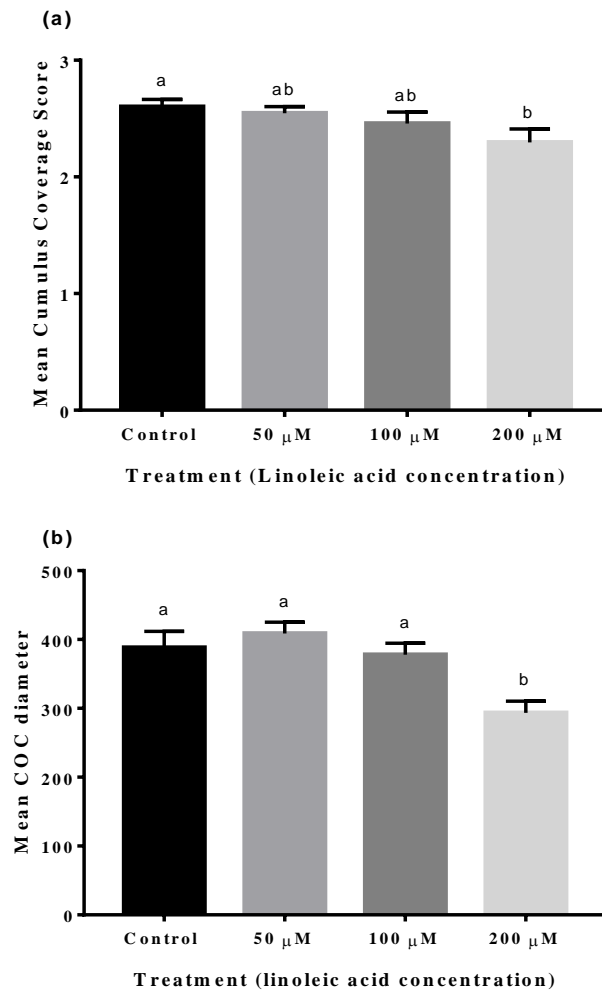 (a)
Mean Cumulus Coverage Score
3
2
1
0
a
ab
ab
b
Control
50 μM
100 μM
200 μM
Treatment (Linoleic acid concentration)
(b)
Mean COC diameter
500
400
300
200
100
0
a
a
a
b
Control
50 μM
100 μM
200 μM
Treatment (linoleic acid concentration)